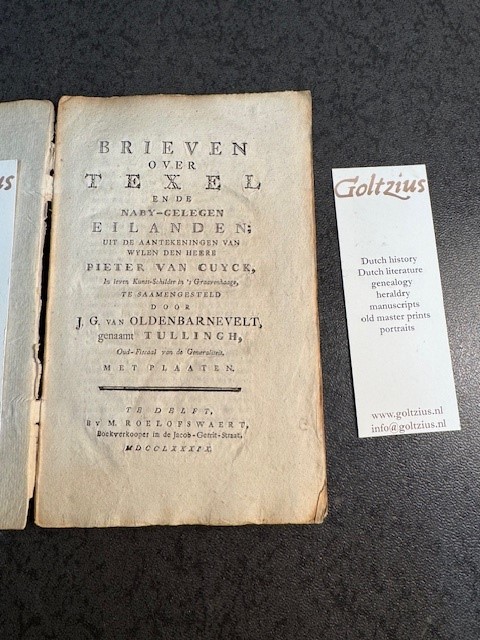 BRIEVEN
OVER
TEXEL
EN DE
NABY-GELEGEN
EILANDEN;
UIT DE AANTEKENINGEN VAN
WYLEN DEN HEERE
PIETER VAN CUYCK,
In leven Kunst-Schilder in 's Graavenhaage,
TE SAAMENGESTELD
DOOR
J. G. VAN OLDENBARNEVELT,
genaamt TULLINGH,
Oud-Fiscaal van de Generaliteit.
MET PLAATEN.
TE DELFT,
BY M. ROELOFSWAERT,
Boekverkooper in de Jacob-Gerrit-Straat,
MDCCLXXXIX.
us
Goltzius
Dutch history
Dutch literature
genealogy
heraldry
manuscripts
old master prints
portraits
www.goltzius.nl
info@goltzius.nl